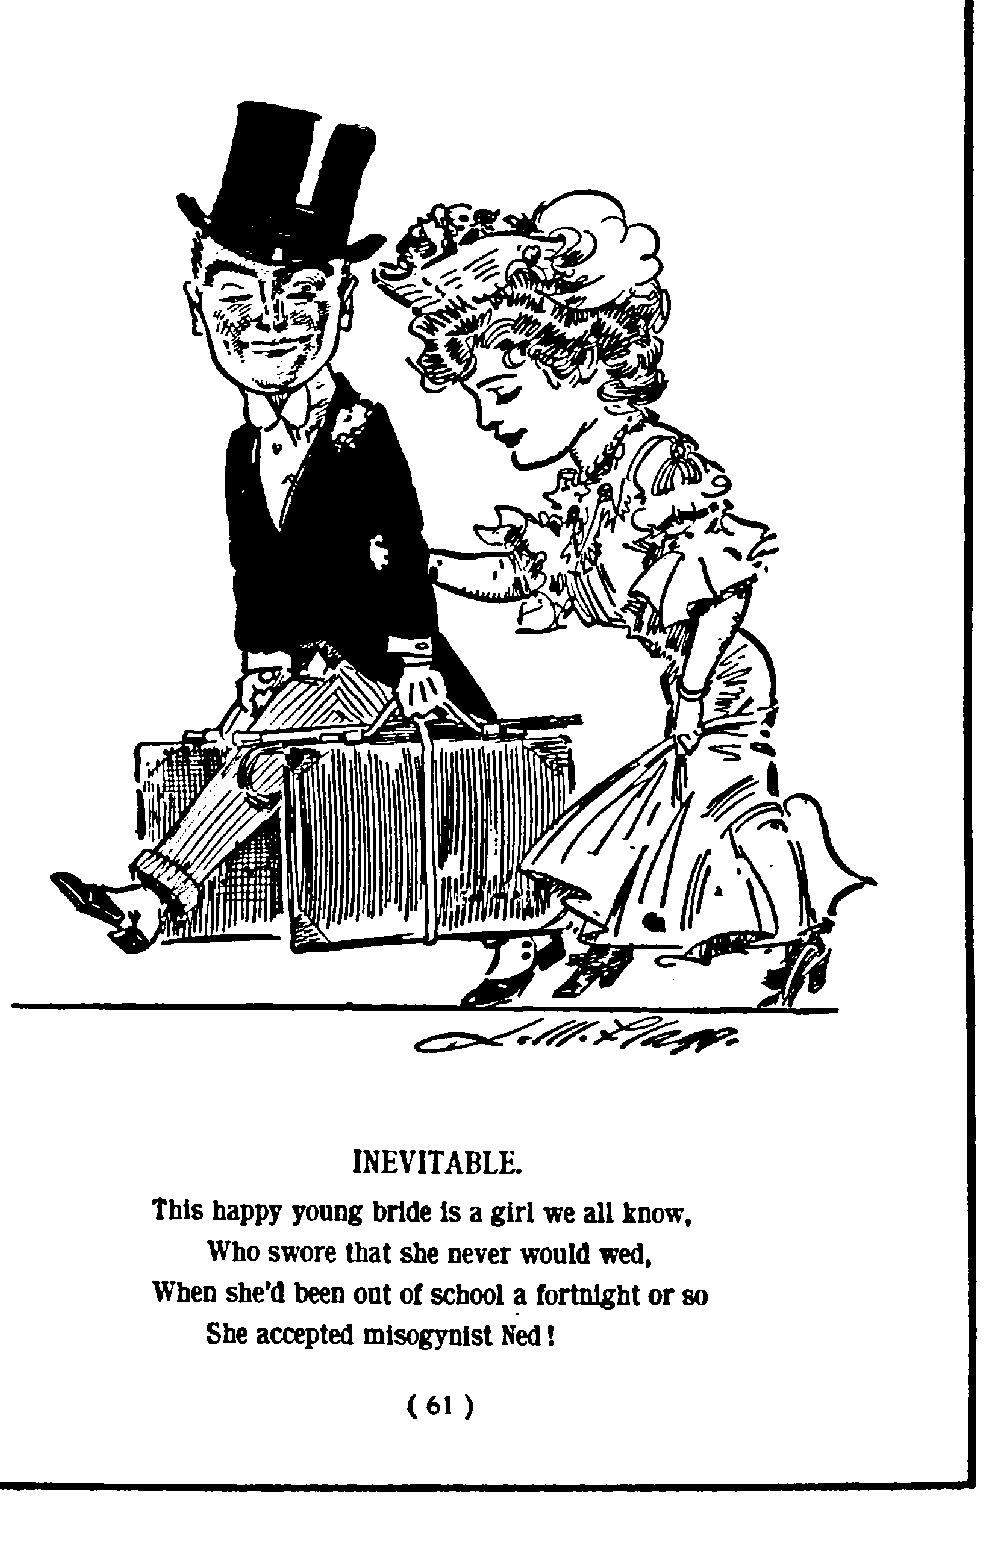 J. M. Flagg.
INEVITABLE.
This happy young bride is a girl we all know,
Who swore that she never would wed,
When she'd been out of school a fortnight or so
She accepted misogynist Ned!
( 61 )